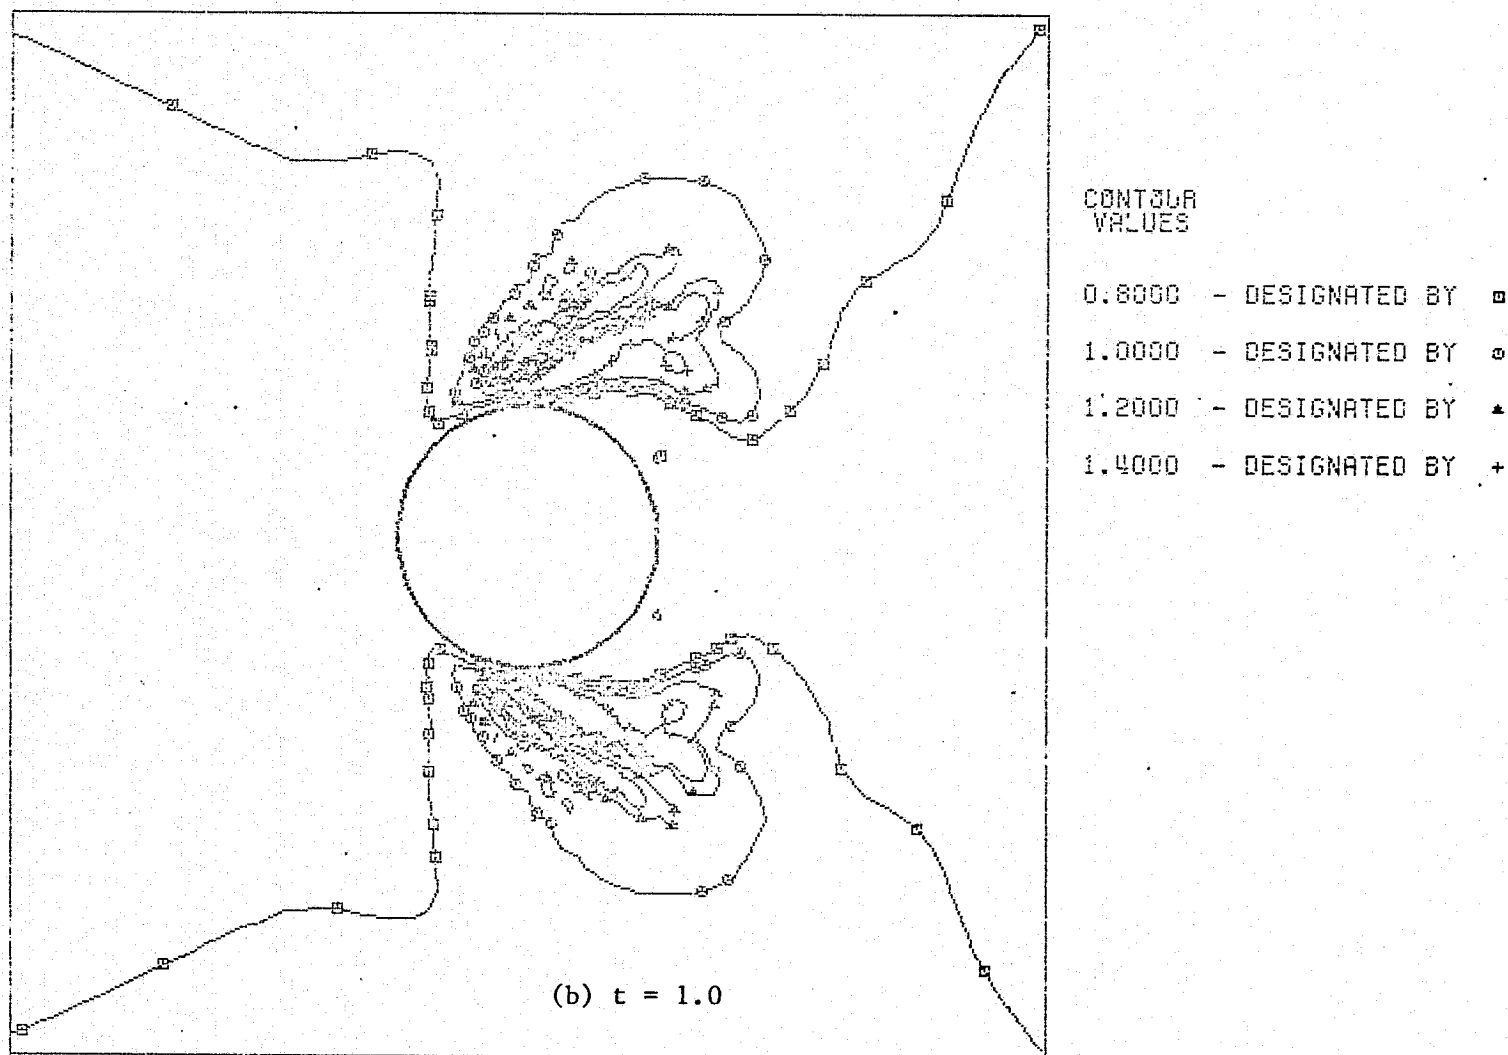 CONTOUR
VALUES
0.8000 - DESIGNATED BY
1.0000 - DESIGNATED BY
1.2000 - DESIGNATED BY
1.4000 - DESIGNATED BY +
(b) t = 1.0